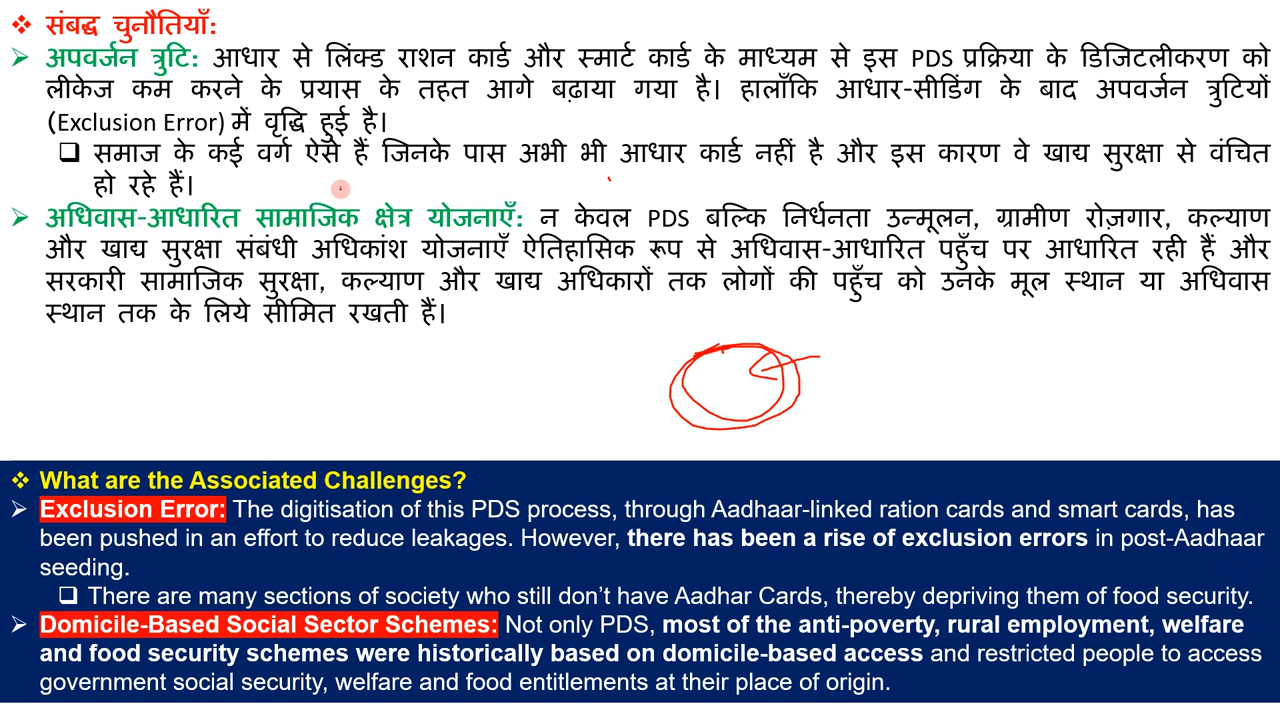 ❖ संबद्ध चुनौतियाँ:
➢ अपवर्जन त्रुटि: आधार से लिंक्ड राशन कार्ड और स्मार्ट कार्ड के माध्यम से इस PDS प्रक्रिया के डिजिटलीकरण को
लीकेज कम करने के प्रयास के तहत आगे बढ़ाया गया है। हालाँकि आधार-सीडिंग के बाद अपवर्जन त्रुटियों
(Exclusion Error) में वृद्धि हुई है।
❑ समाज के कई वर्ग ऐसे हैं जिनके पास अभी भी आधार कार्ड नहीं है और इस कारण वे खाद्य सुरक्षा से वंचित
हो रहे हैं।
➢ अधिवास-आधारित सामाजिक क्षेत्र योजनाएँ: न केवल PDS बल्कि निर्धनता उन्मूलन, ग्रामीण रोज़गार, कल्याण
और खाद्य सुरक्षा संबंधी अधिकांश योजनाएँ ऐतिहासिक रूप से अधिवास-आधारित पहुँच पर आधारित रही हैं और
सरकारी सामाजिक सुरक्षा, कल्याण और खाद्य अधिकारों तक लोगों की पहुँच को उनके मूल स्थान या अधिवास
स्थान तक के लिये सीमित रखती हैं।
❖ What are the Associated Challenges?
➢ Exclusion Error: The digitisation of this PDS process, through Aadhaar-linked ration cards and smart cards, has
been pushed in an effort to reduce leakages. However, there has been a rise of exclusion errors in post-Aadhaar
seeding.
❑ There are many sections of society who still don’t have Aadhar Cards, thereby depriving them of food security.
➢ Domicile-Based Social Sector Schemes: Not only PDS, most of the anti-poverty, rural employment, welfare
and food security schemes were historically based on domicile-based access and restricted people to access
government social security, welfare and food entitlements at their place of origin.